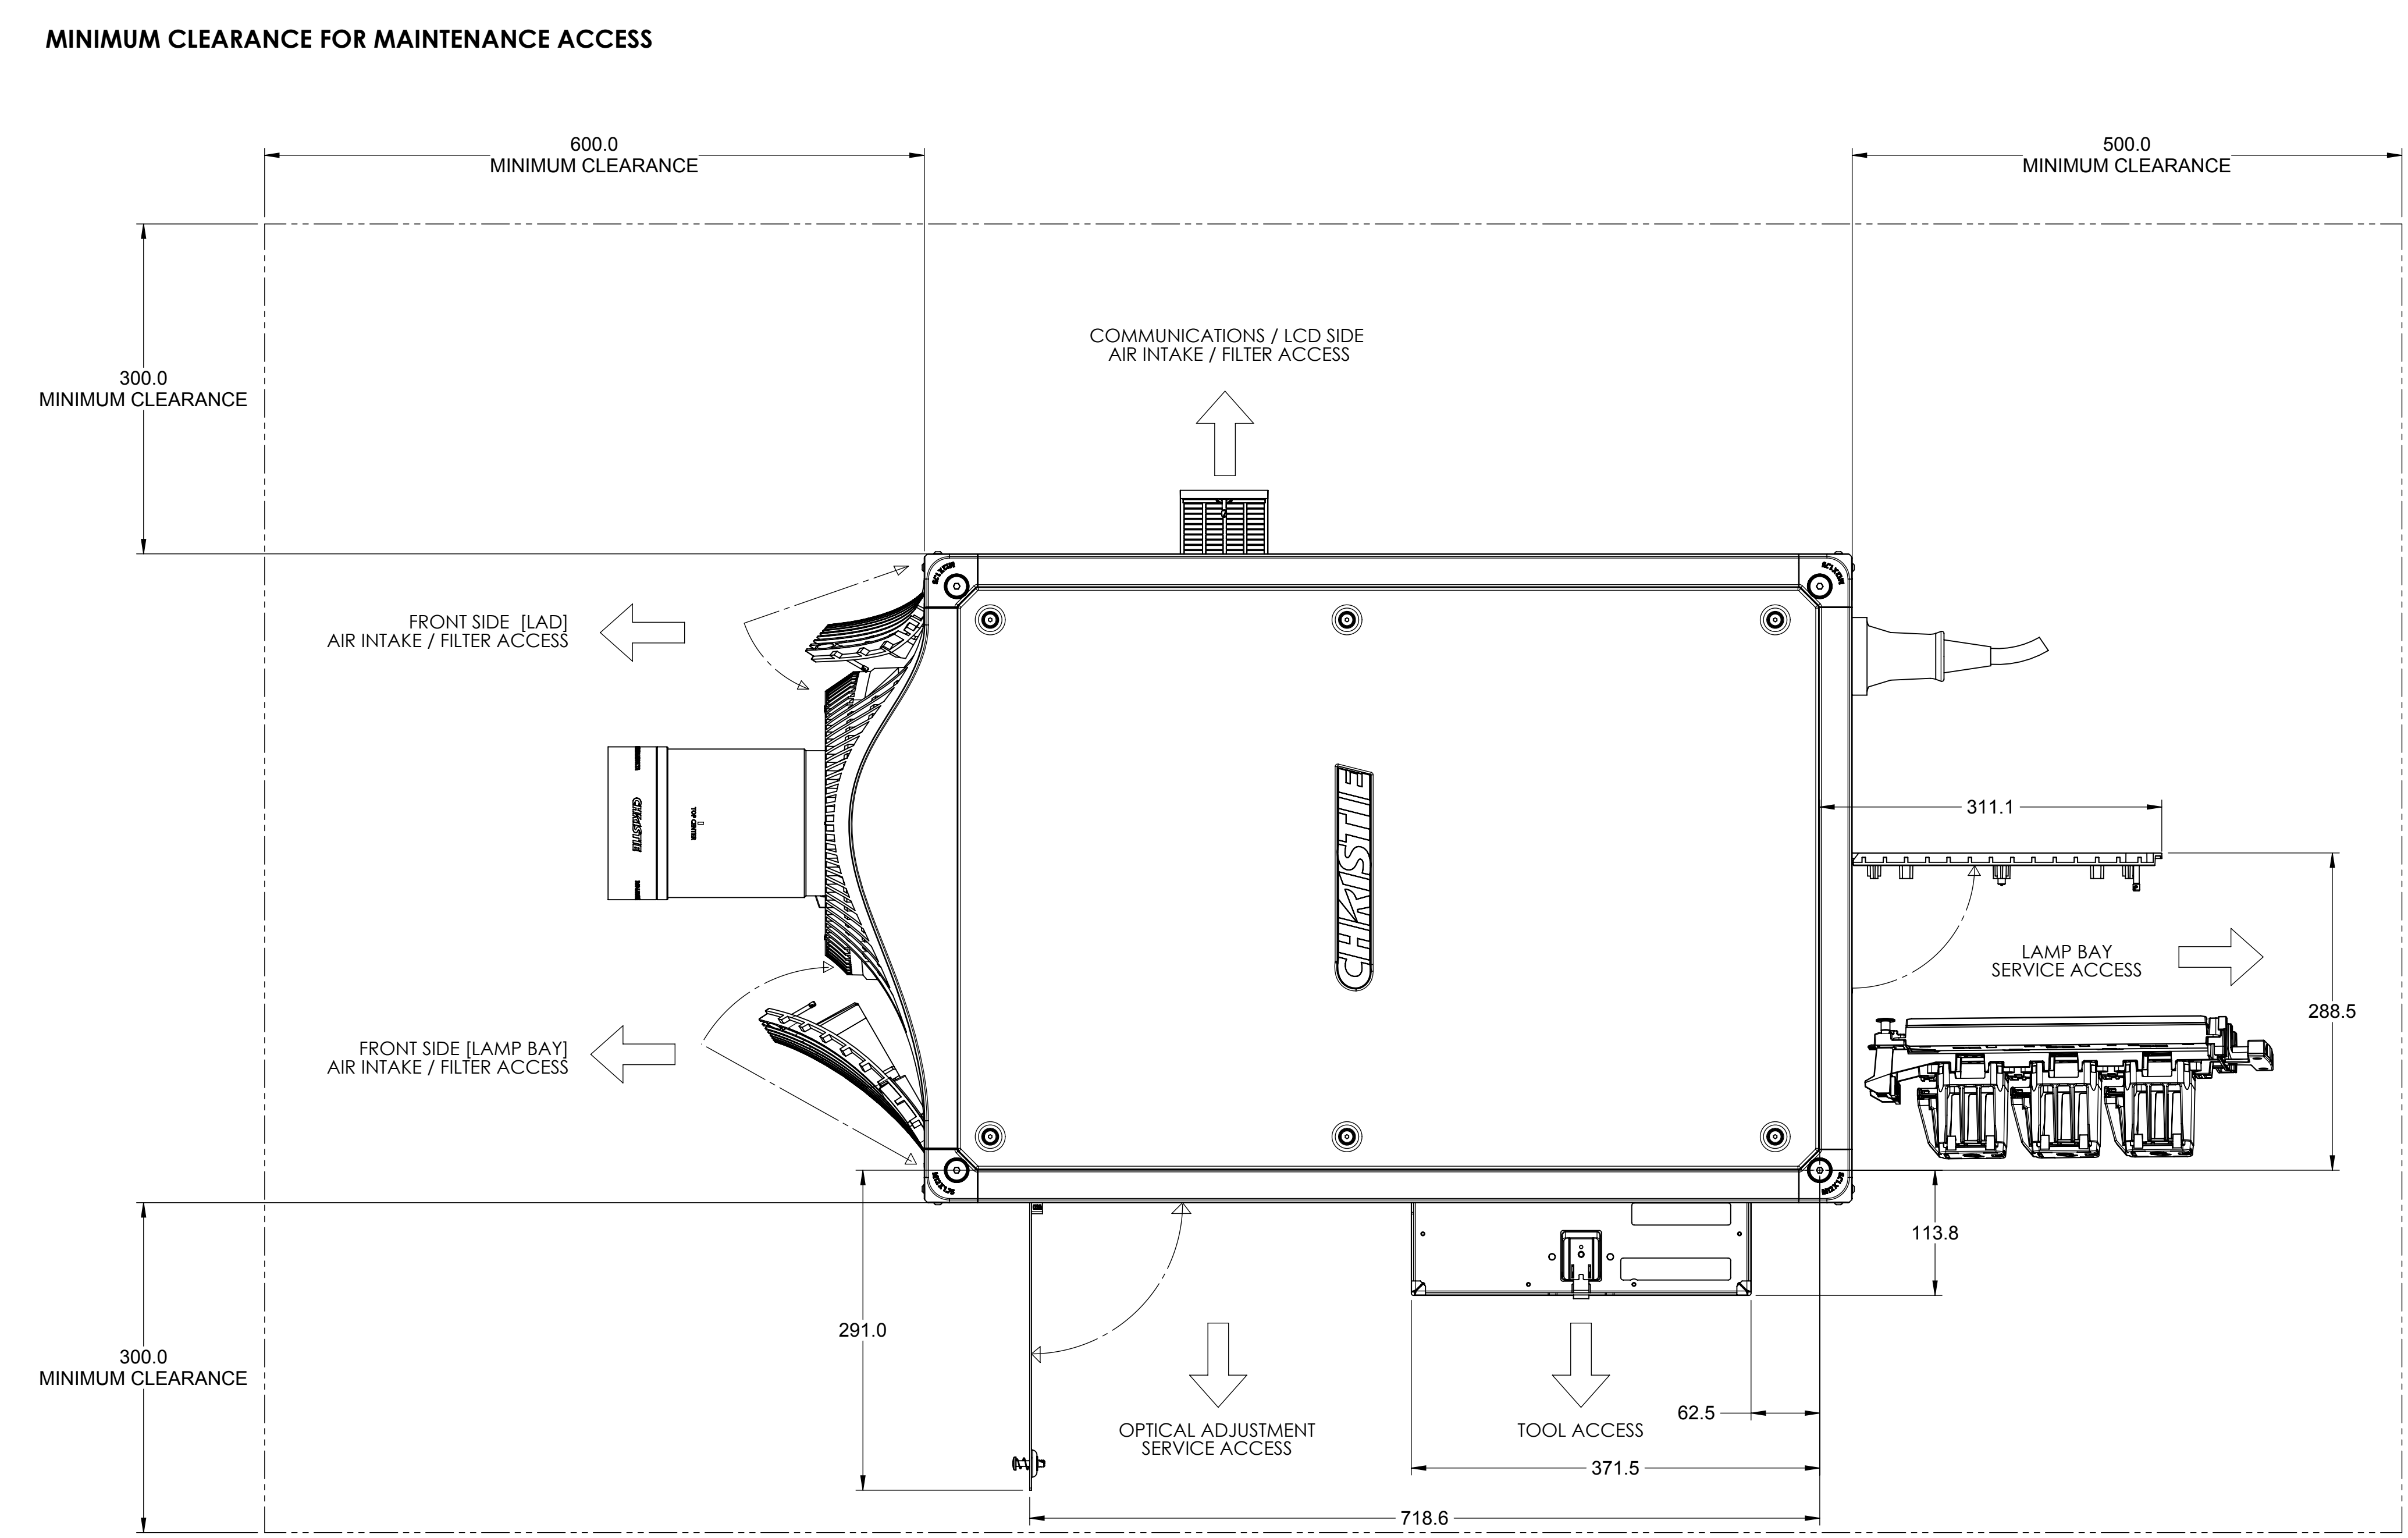 MINIMUM CLEARANCE FOR MAINTENANCE ACCESS
600.0
MINIMUM CLEARANCE
500.0
MINIMUM CLEARANCE
300.0
MINIMUM CLEARANCE
COMMUNICATIONS / LCD SIDE
AIR INTAKE / FILTER ACCESS
FRONT SIDE [LAD]
AIR INTAKE / FILTER ACCESS
CHRISTIE
TOP CENTER
CHRISTIE
311.1
LAMP BAY
SERVICE ACCESS
288.5
FRONT SIDE [LAMP BAY]
AIR INTAKE / FILTER ACCESS
113.8
291.0
300.0
MINIMUM CLEARANCE
OPTICAL ADJUSTMENT
SERVICE ACCESS
TOOL ACCESS
62.5
371.5
718.6